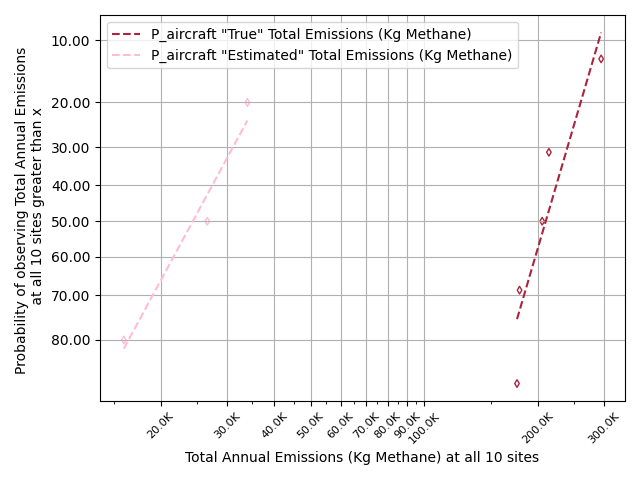 P_aircraft "True" Total Emissions (Kg Methane)
P_aircraft "Estimated" Total Emissions (Kg Methane)
Probability of observing Total Annual Emissions
at all 10 sites greater than x
10.00
20.00
30.00
40.00
50.00
60.00
70.00
80.00
20.0K
30.0K
40.0K
50.0K
60.0K
70.0K
80.0K
90.0K
100.0K
200.0K
300.0K
Total Annual Emissions (Kg Methane) at all 10 sites